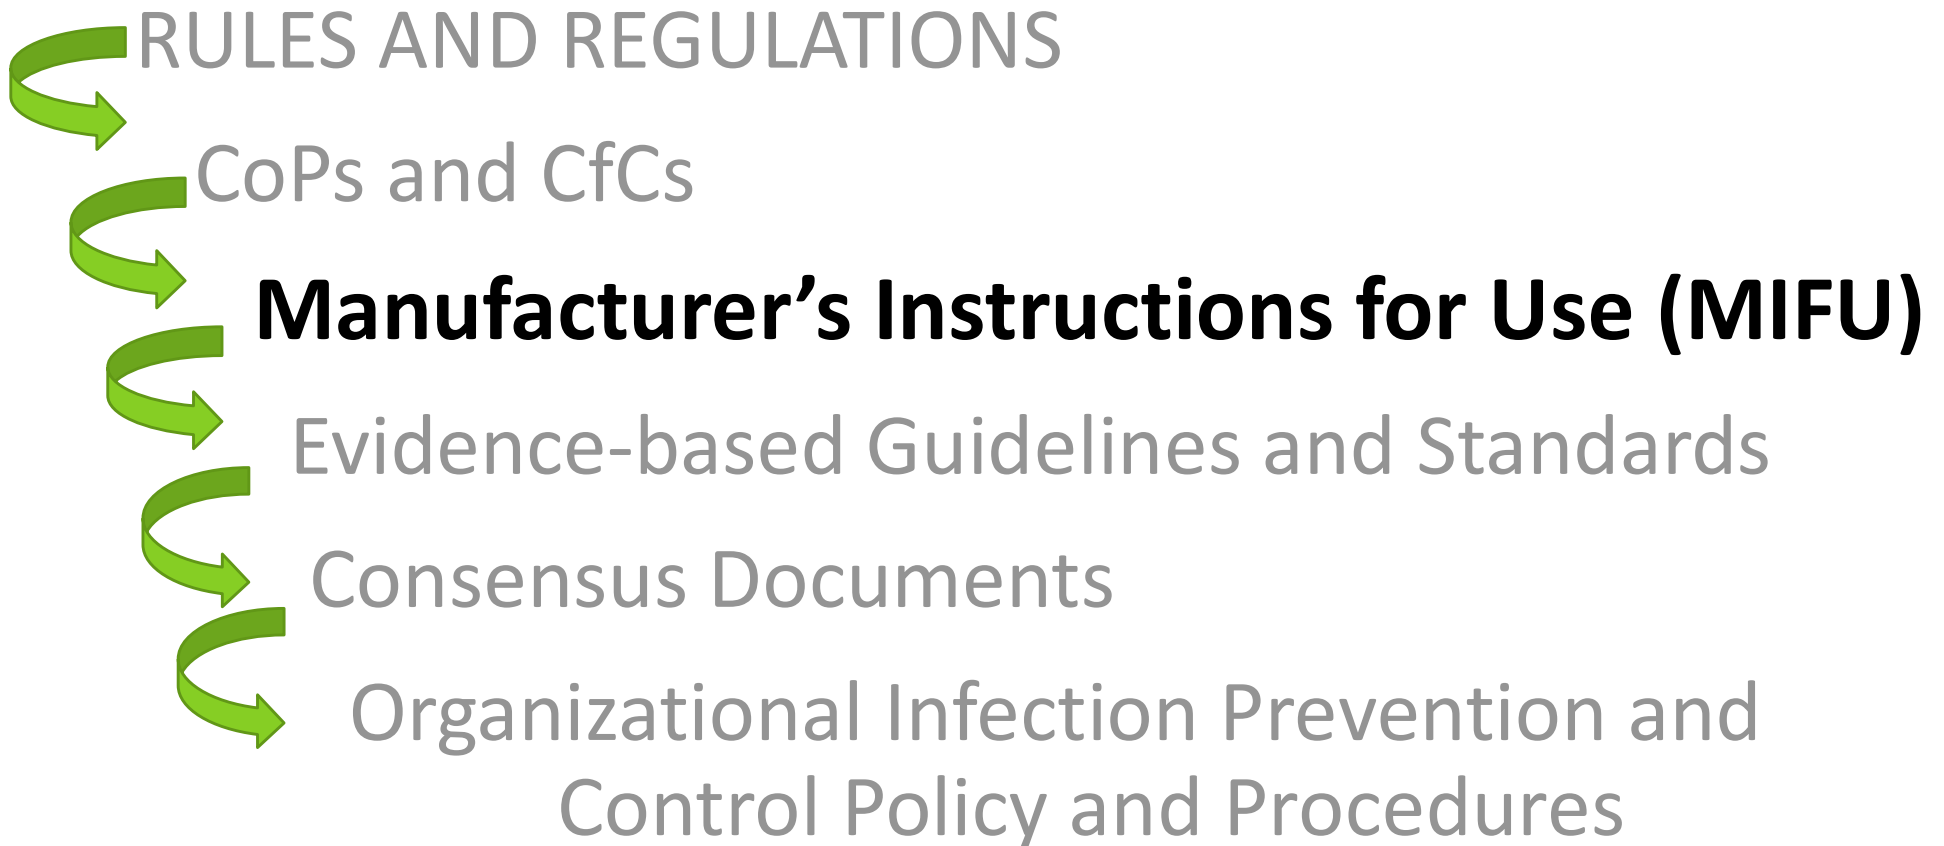 RULES AND REGULATIONS
CoPs and CfCs
Manufacturer’s Instructions for Use (MIFU)
Evidence-based Guidelines and Standards
Consensus Documents
Organizational Infection Prevention and
Control Policy and Procedures